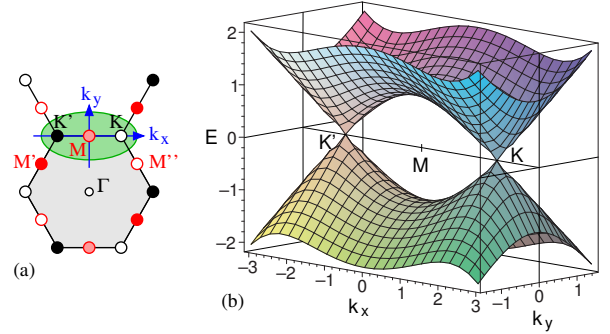 k y
K' K
k x
M
M' M''
Γ
(a)
2
1
E 0
−1
−2
K' M K
−3 −2 −1 0 1 2 3
k x
−1 0 1
k y
(b)